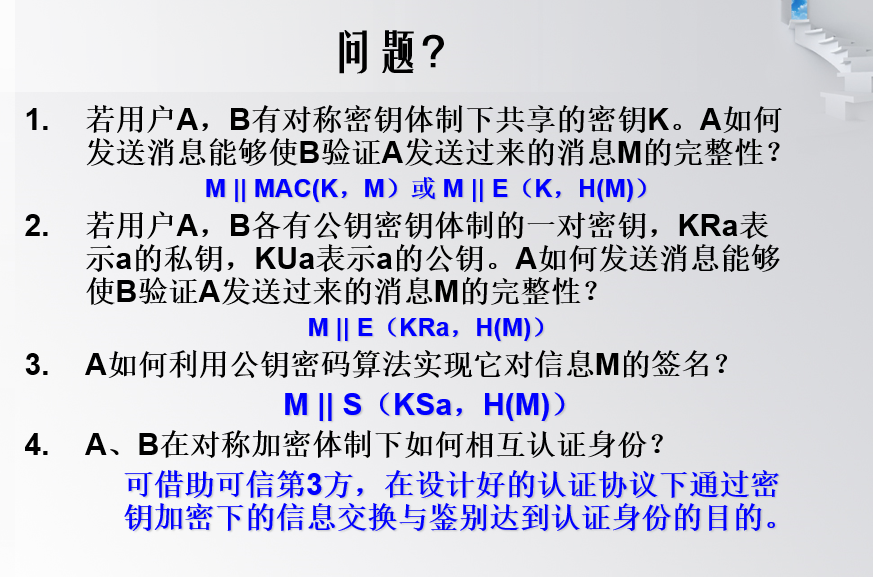 问题?
1. 若用户A，B有对称密钥体制下共享的密钥K。A如何
发送消息能够使B验证A发送过来的消息M的完整性？
M || MAC(K，M）或 M || E（K，H(M)）
2. 若用户A，B各有公钥密钥体制的一对密钥，KRa表
示a的私钥，KUa表示a的公钥。A如何发送消息能够
使B验证A发送过来的消息M的完整性？
M || E（KRa，H(M)）
3. A如何利用公钥密码算法实现它对信息M的签名？
M || S（KSa，H(M)）
4. A、B在对称加密体制下如何相互认证身份？
可借助可信第3方，在设计好的认证协议下通过密
钥加密下的信息交换与鉴别达到认证身份的目的。